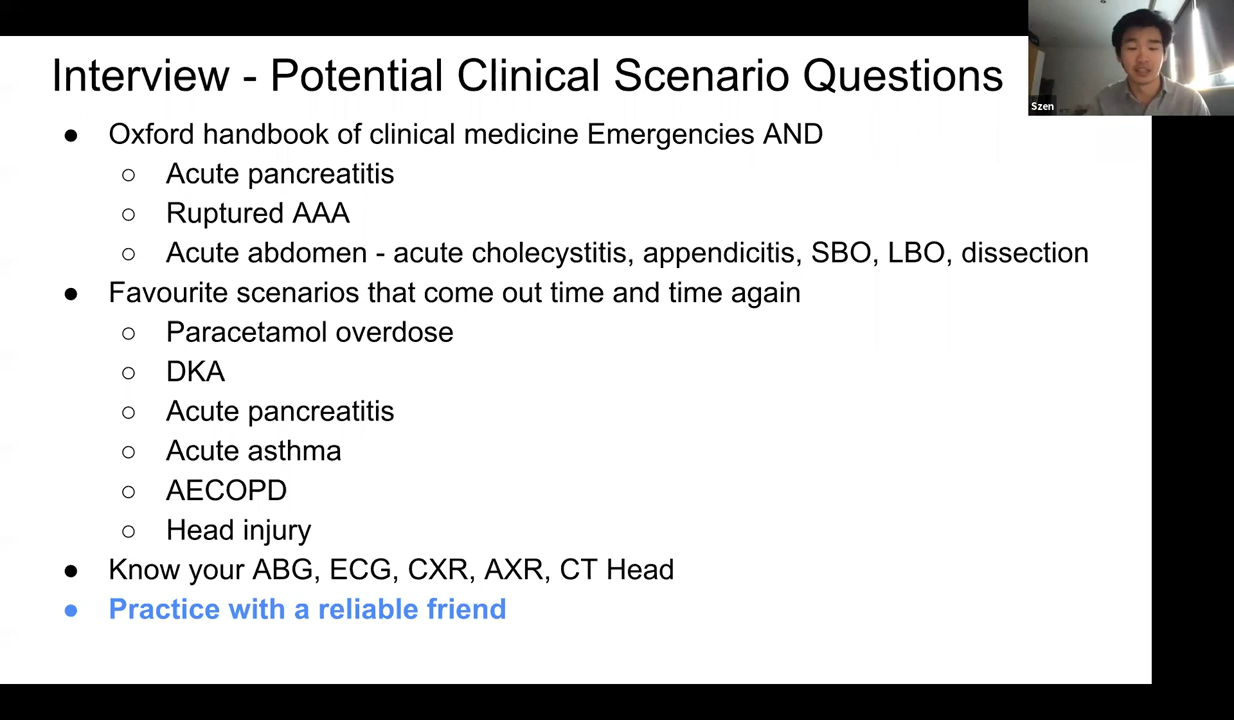 Interview - Potential Clinical Scenario Questions
Szen
● Oxford handbook of clinical medicine Emergencies AND
○ Acute pancreatitis
○ Ruptured AAA
○ Acute abdomen - acute cholecystitis, appendicitis, SBO, LBO, dissection
● Favourite scenarios that come out time and time again
○ Paracetamol overdose
○ DKA
○ Acute pancreatitis
○ Acute asthma
○ AECOPD
○ Head injury
● Know your ABG, ECG, CXR, AXR, CT Head
● Practice with a reliable friend